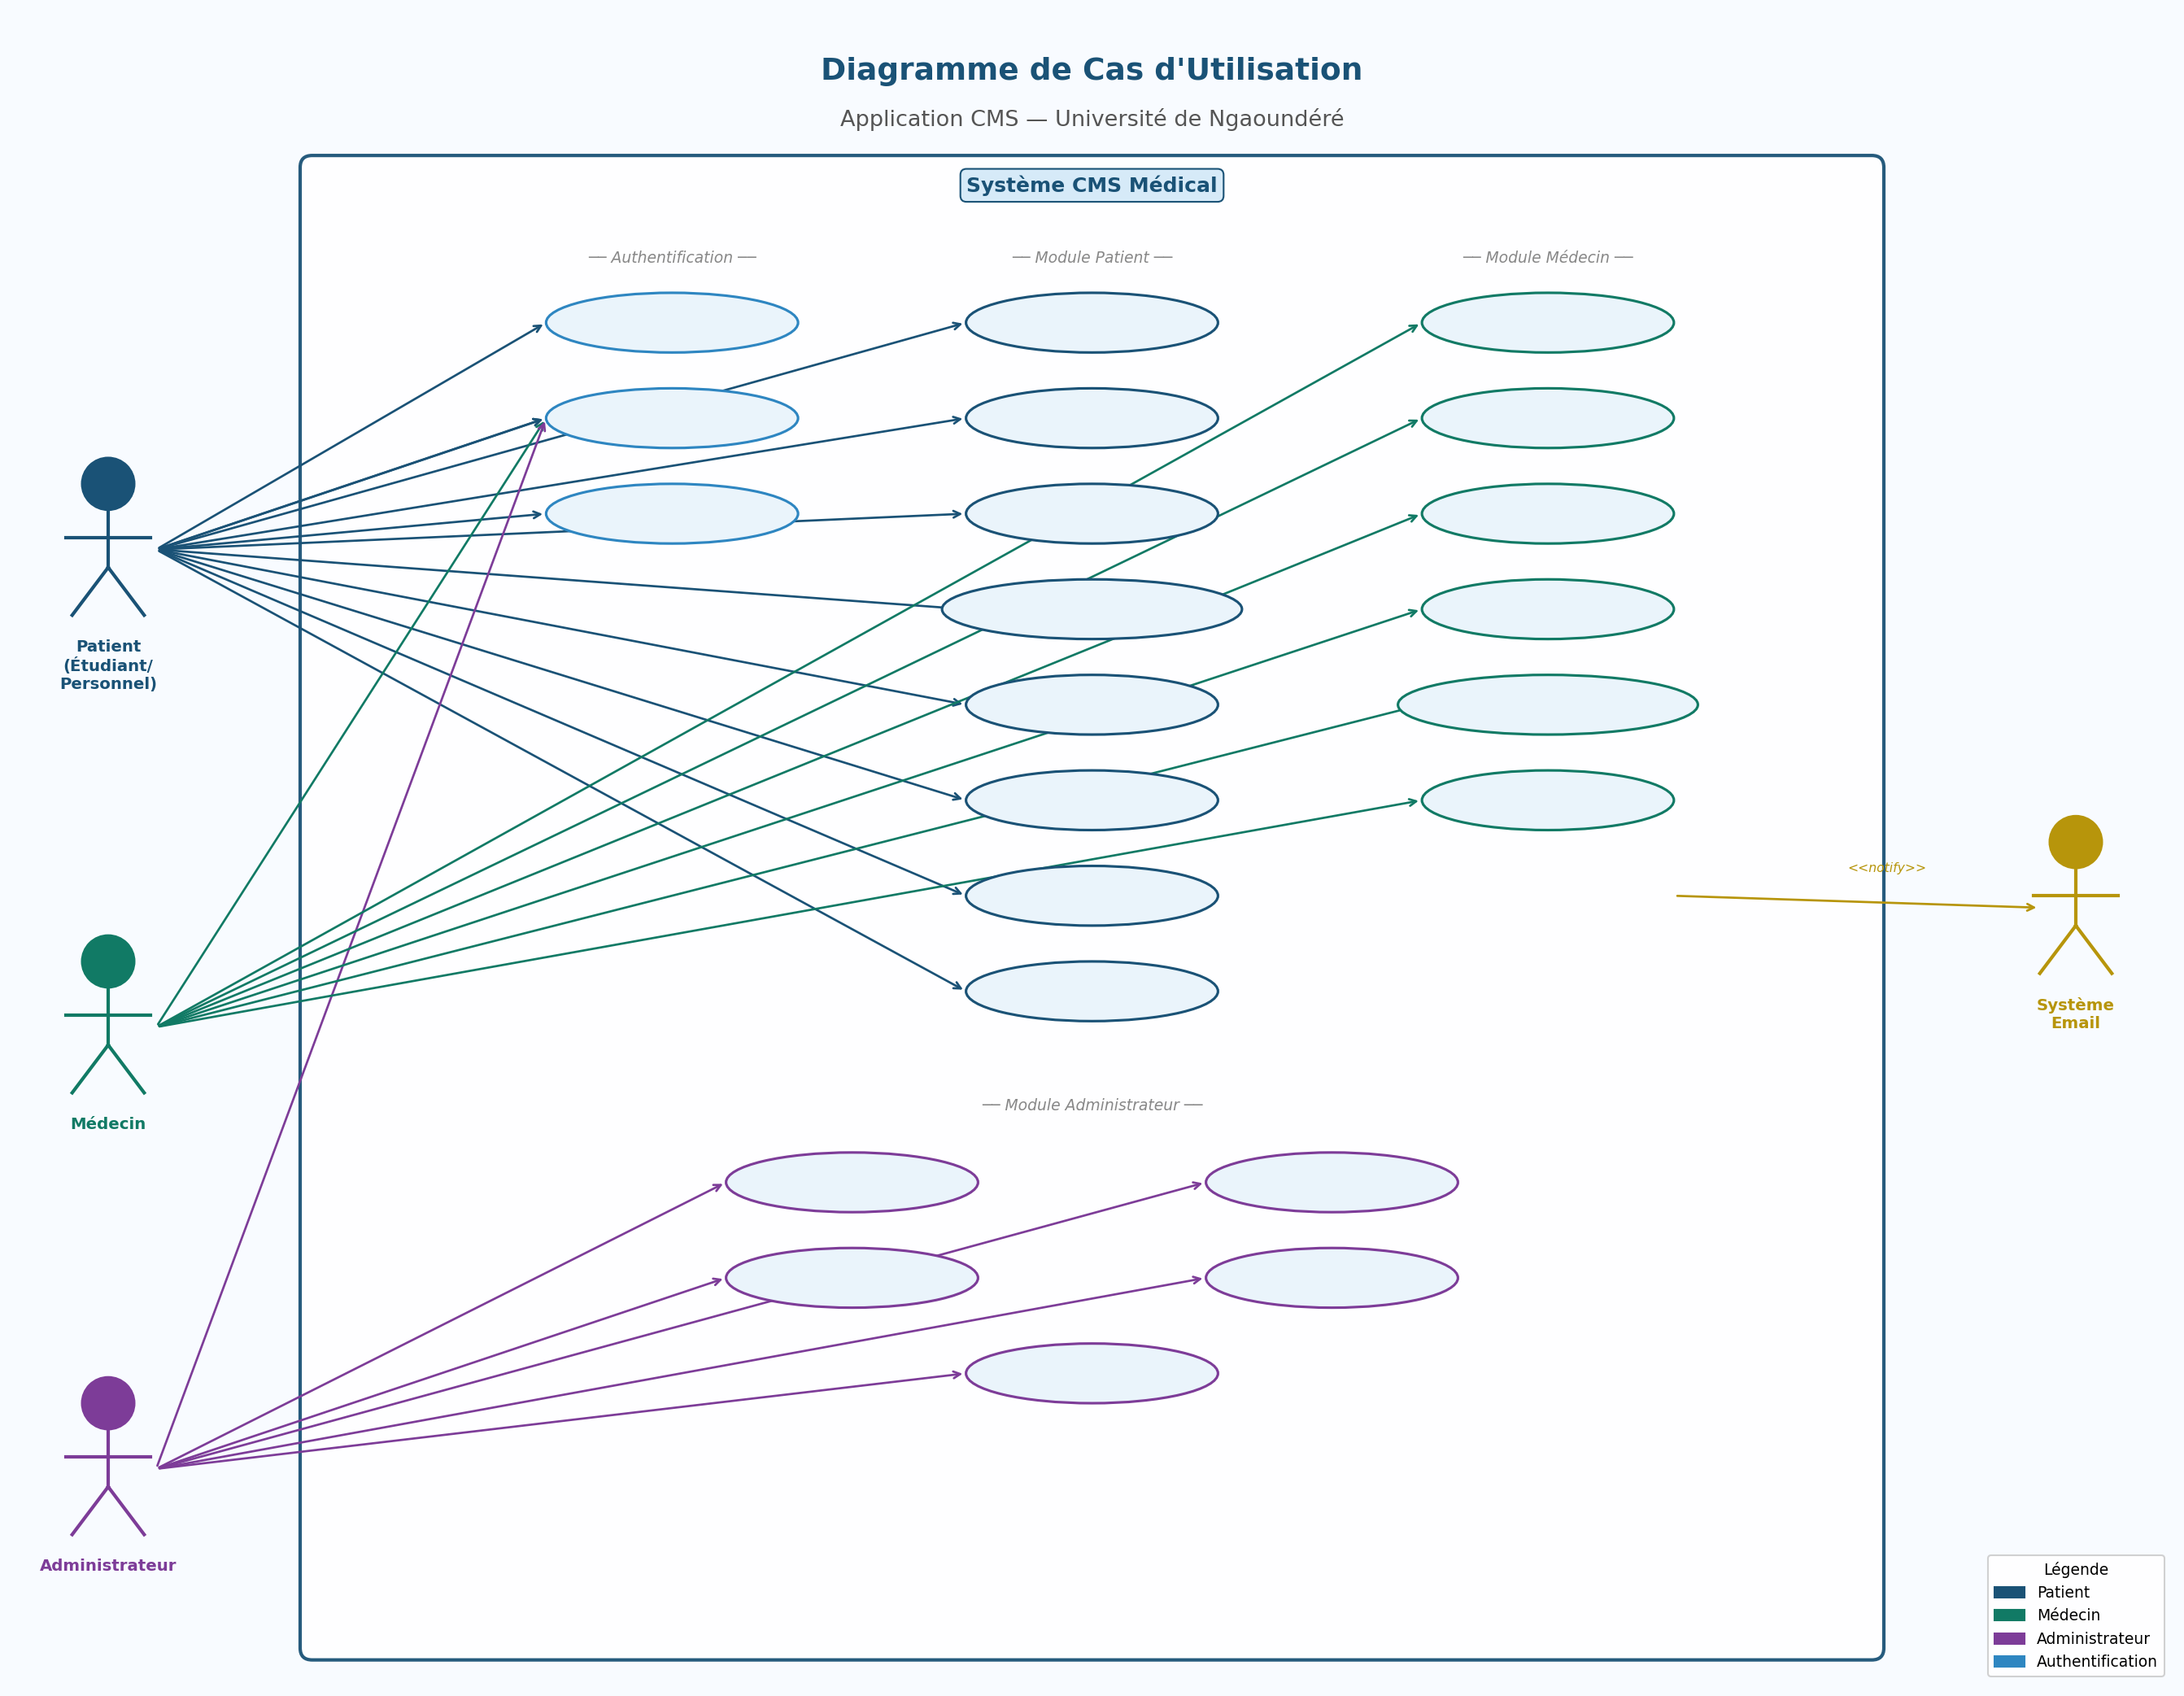 Diagramme de Cas d'Utilisation
Application CMS — Université de Ngaoundéré
Système CMS Médical
— Authentification —
— Module Patient —
— Module Médecin —
Patient
(Étudiant/
Personnel)
<<notify>>
Système
Email
Médecin
— Module Administrateur —
Administrateur
Légende
Patient
Médecin
Administrateur
Authentification